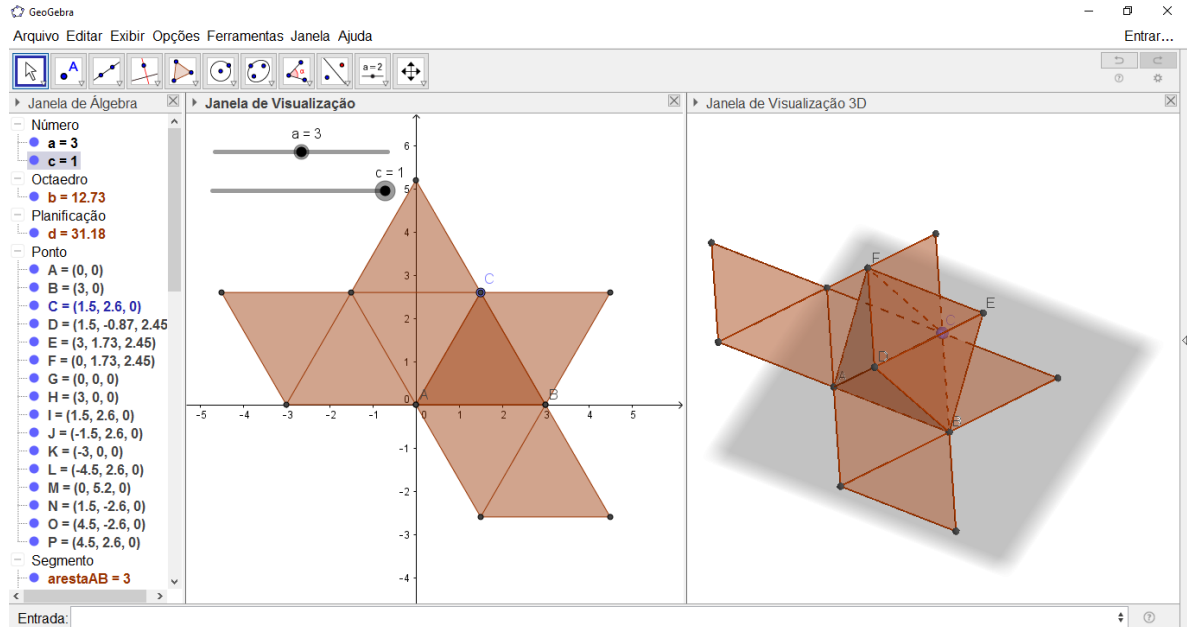 GeoGebra
Arquivo Editar Exibir Opções Ferramentas Janela Ajuda
Entrar...
A
a = 2
Janela de Álgebra
Número
a = 3
c = 1
Octaedro
b = 12.73
Planificação
d = 31.18
Ponto
A = (0, 0)
B = (3, 0)
C = (1.5, 2.6, 0)
D = (1.5, -0.87, 2.45
E = (3, 1.73, 2.45)
F = (0, 1.73, 2.45)
G = (0, 0, 0)
H = (3, 0, 0)
I = (1.5, 2.6, 0)
J = (-1.5, 2.6, 0)
K = (-3, 0, 0)
L = (-4.5, 2.6, 0)
M = (0, 5.2, 0)
N = (1.5, -2.6, 0)
O = (4.5, -2.6, 0)
P = (4.5, 2.6, 0)
Segmento
arestaAB = 3
Janela de Visualização
a = 3
c = 1
6
5
4
3
2
1
0
-1
-2
-3
-4
-5 -4 -3 -2 -1 0 1 2 3 4 5
C
A
B
Janela de Visualização 3D
F
E
C
D
A
B
Entrada: